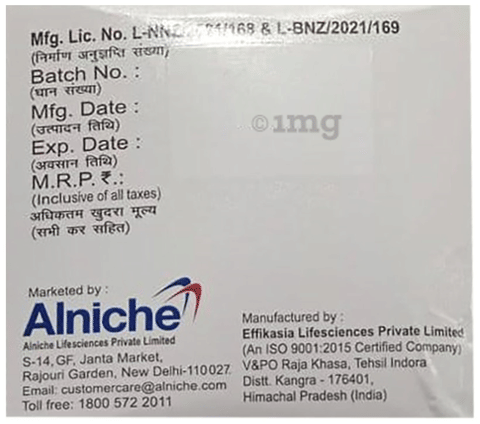 Mfg. Lic. No. L-NNZ/2021/168 & L-BNZ/2021/169
(निर्माण अनुज्ञप्ति संख्या)
Batch No. :
(घान संख्या)
Mfg. Date :
(उत्पादन तिथि)
Exp. Date :
(अवसान तिथि)
M.R.P. ₹.:
(Inclusive of all taxes)
अधिकतम खुदरा मूल्य
(सभी कर सहित)
©1mg
Marketed by :
Alniche
Alniche Lifesciences Private Limited
S-14, GF, Janta Market,
Rajouri Garden, New Delhi-110027.
Email: customercare@alniche.com
Toll free: 1800 572 2011
Manufactured by :
Effikasia Lifesciences Private Limited
(An ISO 9001:2015 Certified Company)
V&PO Raja Khasa, Tehsil Indora
Distt. Kangra - 176401,
Himachal Pradesh (India)